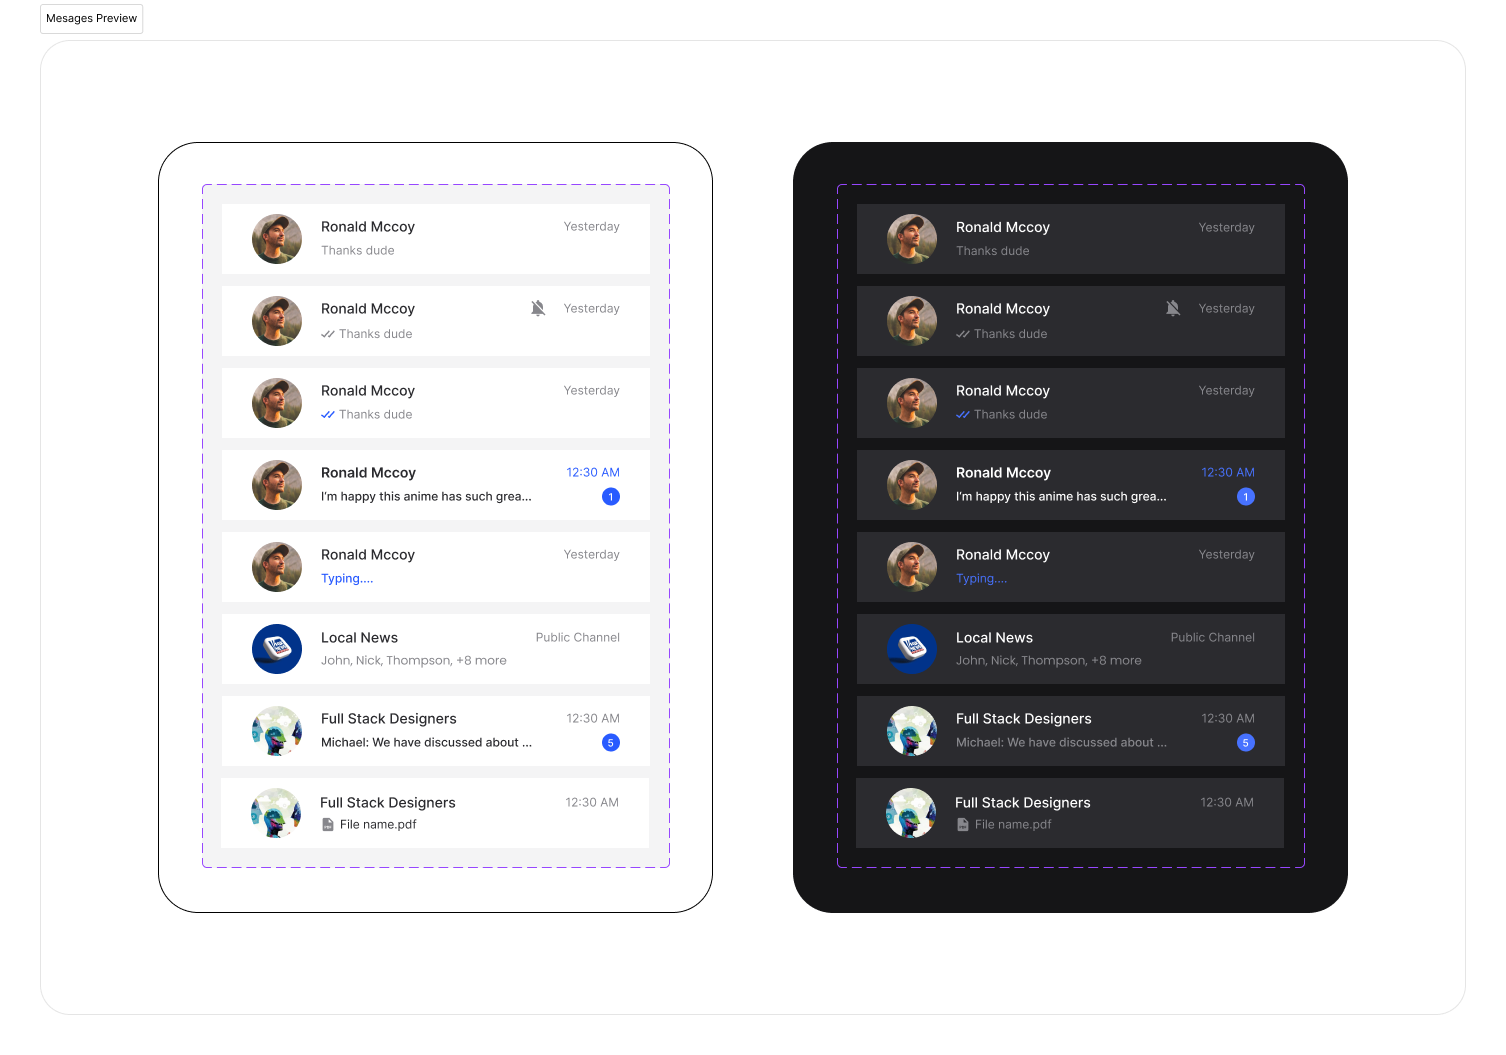 Mesages Preview
Ronald Mccoy
Yesterday
Thanks dude
Ronald Mccoy
Yesterday
Thanks dude
Ronald Mccoy
Yesterday
Thanks dude
Ronald Mccoy
12:30 AM
I'm happy this anime has such grea...
1
Ronald Mccoy
Yesterday
Typing....
Local News
Public Channel
John, Nick, Thompson, +8 more
Full Stack Designers
12:30 AM
Michael: We have discussed about ...
5
Full Stack Designers
12:30 AM
File name.pdf
Ronald Mccoy
Yesterday
Thanks dude
Ronald Mccoy
Yesterday
Thanks dude
Ronald Mccoy
Yesterday
Thanks dude
Ronald Mccoy
12:30 AM
I'm happy this anime has such grea...
1
Ronald Mccoy
Yesterday
Typing....
Local News
Public Channel
John, Nick, Thompson, +8 more
Full Stack Designers
12:30 AM
Michael: We have discussed about ...
5
Full Stack Designers
12:30 AM
File name.pdf